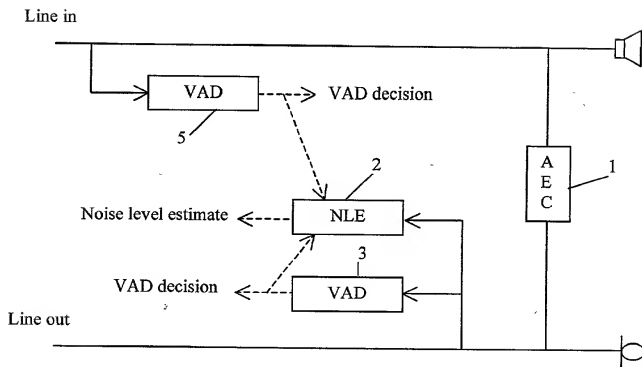 Line in
VAD
VAD decision
5
A
E
C
1
2
Noise level estimate
NLE
3
VAD decision
VAD
Line out